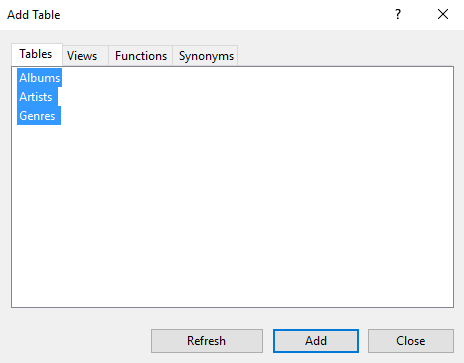 Add Table
? 
Tables Views Functions Synonyms
Albums
Artists
Genres
Refresh Add Close